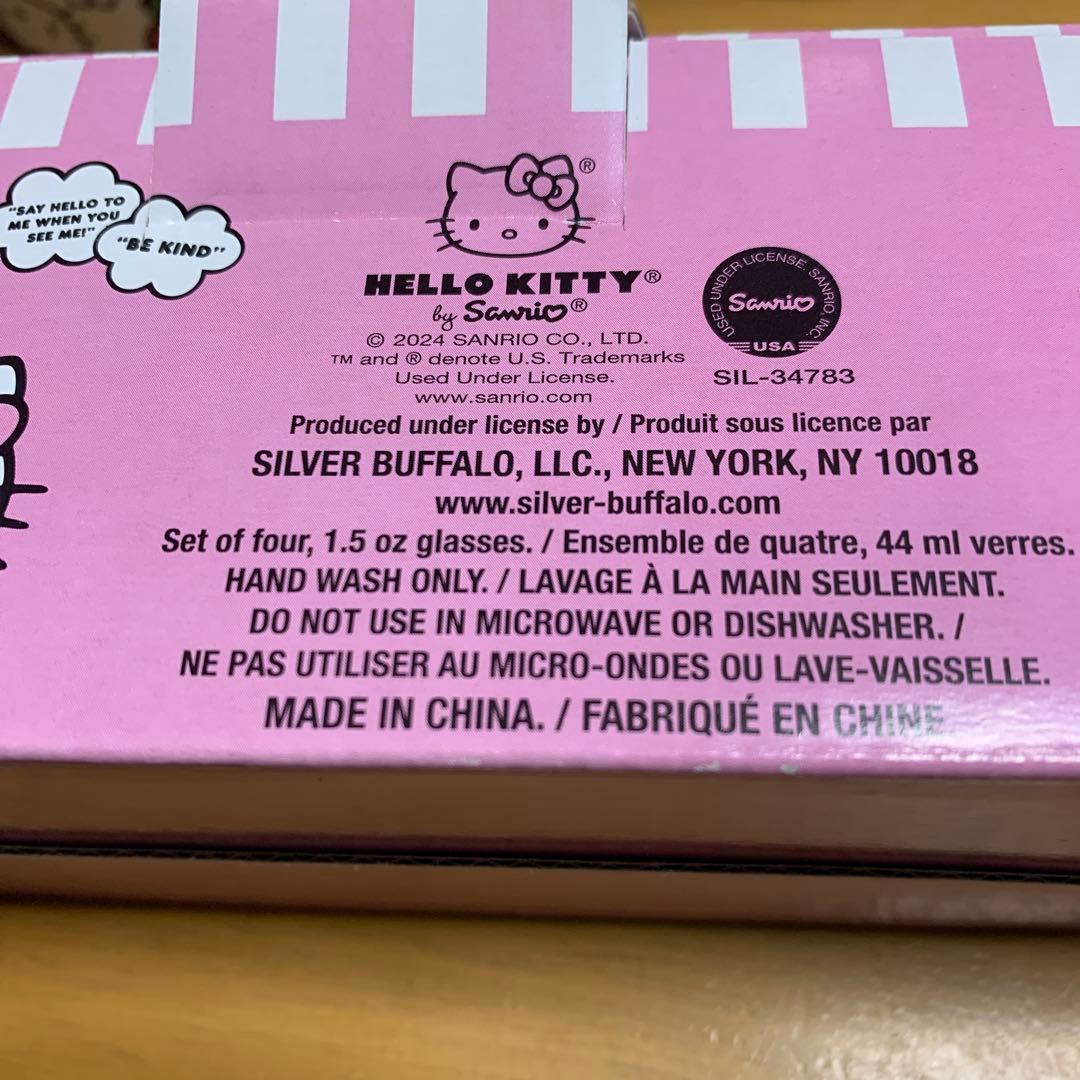 "SAY HELLO TO
ME WHEN YOU
SEE ME!"
"BE KIND"
®
HELLO KITTY®
by Sanrio®
© 2024 SANRIO CO., LTD.
TM and ® denote U.S. Trademarks
Used Under License.
www.sanrio.com
USED UNDER LICENSE. SANRIO, INC.
Sanrio
USA
SIL-34783
Produced under license by / Produit sous licence par
SILVER BUFFALO, LLC., NEW YORK, NY 10018
www.silver-buffalo.com
Set of four, 1.5 oz glasses. / Ensemble de quatre, 44 ml verres.
HAND WASH ONLY. / LAVAGE À LA MAIN SEULEMENT.
DO NOT USE IN MICROWAVE OR DISHWASHER. /
NE PAS UTILISER AU MICRO-ONDES OU LAVE-VAISSELLE.
MADE IN CHINA. / FABRIQUÉ EN CHINE.